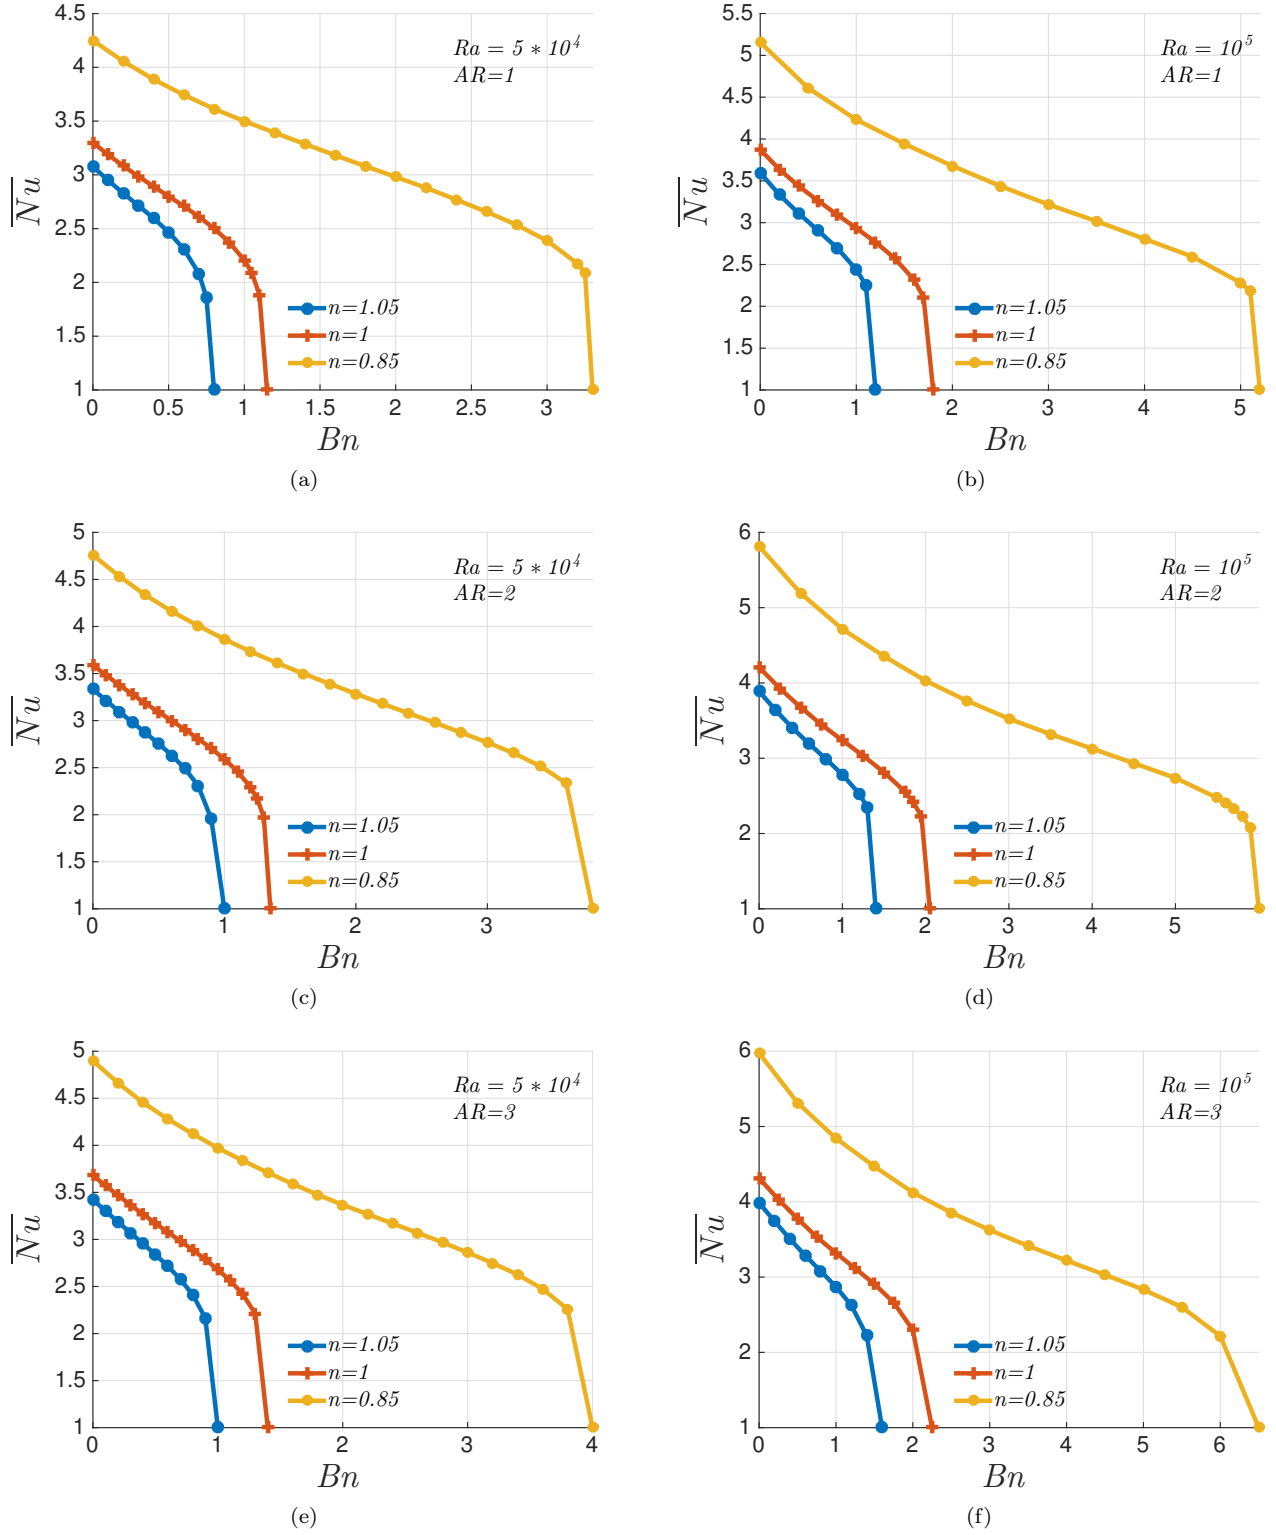 4.5
4
3.5
3
2.5
2
1.5
1
0 0.5 1 1.5 2 2.5 3
Nu
Bn
Ra = 5 * 10^4
AR=1
n=1.05
n=1
n=0.85
(a)
5.5
5
4.5
4
3.5
3
2.5
2
1.5
1
0 1 2 3 4 5
Nu
Bn
Ra = 10^5
AR=1
n=1.05
n=1
n=0.85
(b)
5
4.5
4
3.5
3
2.5
2
1.5
1
0 1 2 3
Nu
Bn
Ra = 5 * 10^4
AR=2
n=1.05
n=1
n=0.85
(c)
6
5
4
3
2
1
0 1 2 3 4 5
Nu
Bn
Ra = 10^5
AR=2
n=1.05
n=1
n=0.85
(d)
5
4.5
4
3.5
3
2.5
2
1.5
1
0 1 2 3 4
Nu
Bn
Ra = 5 * 10^4
AR=3
n=1.05
n=1
n=0.85
(e)
6
5
4
3
2
1
0 1 2 3 4 5 6
Nu
Bn
Ra = 10^5
AR=3
n=1.05
n=1
n=0.85
(f)